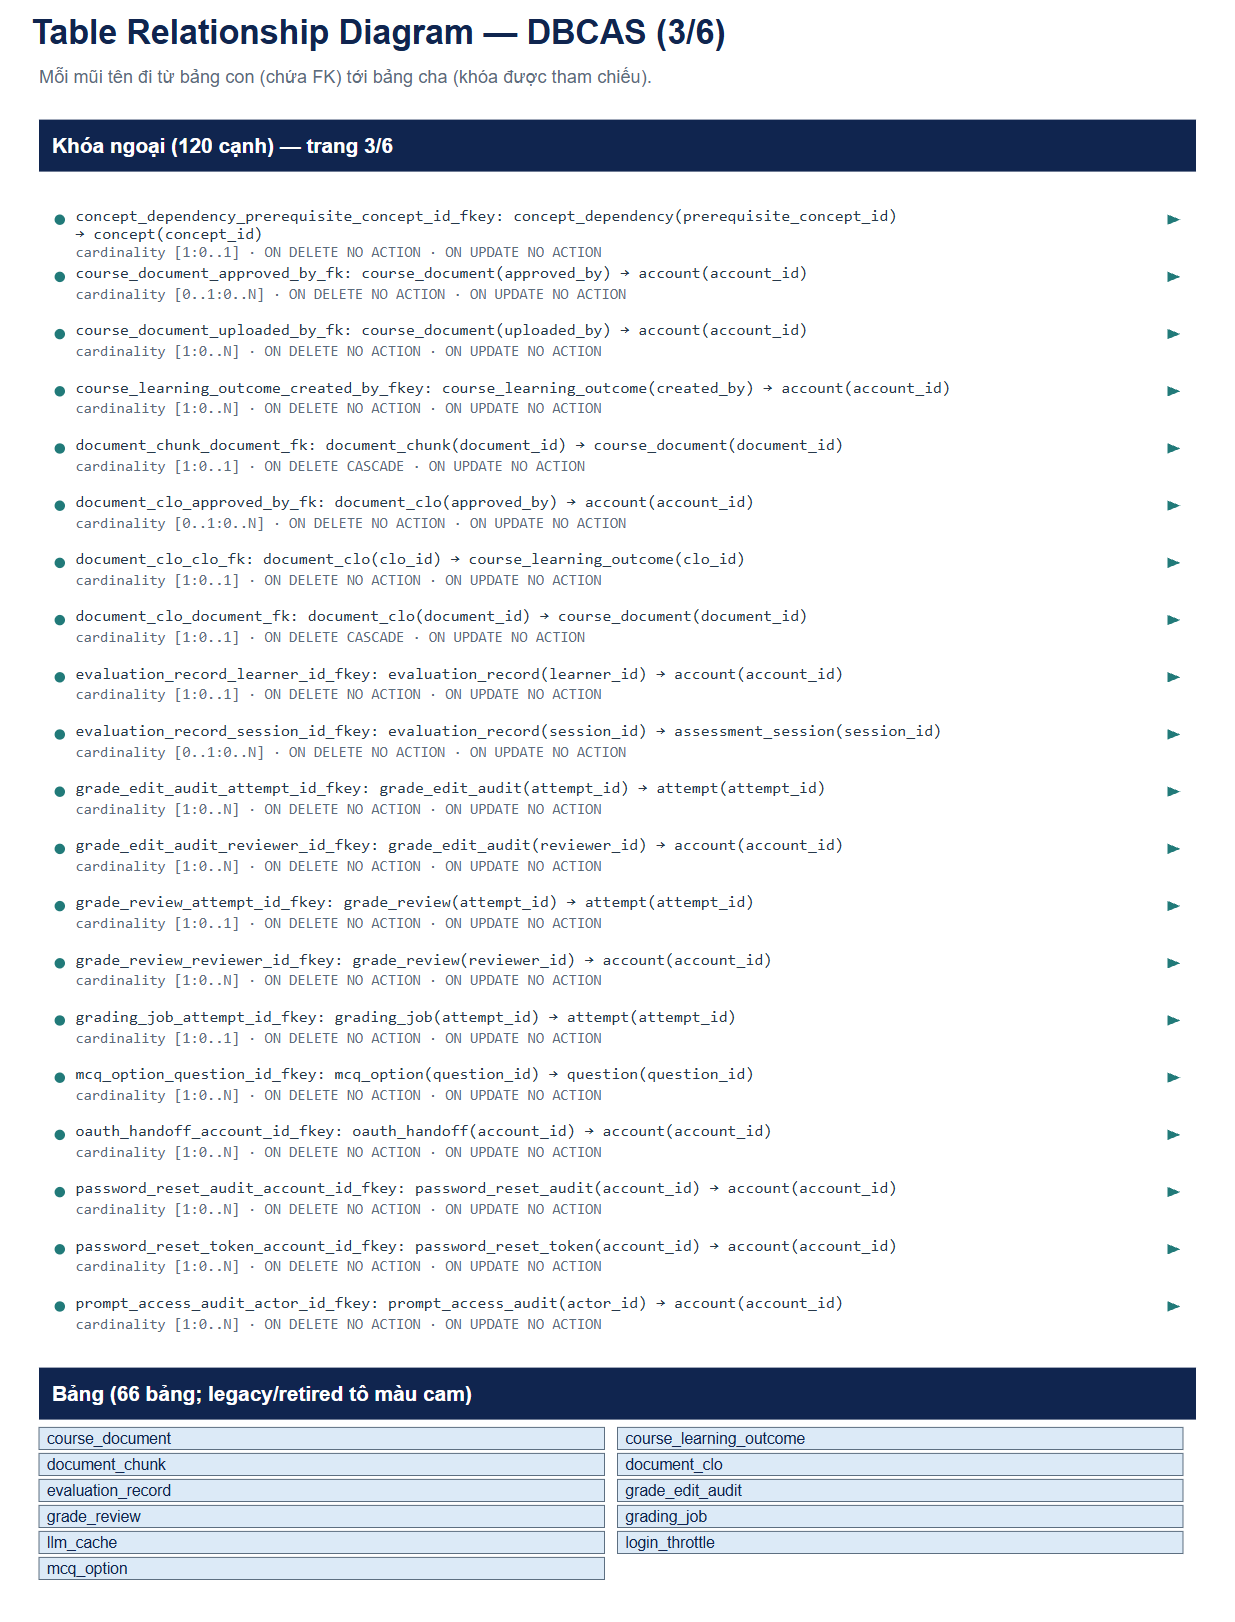 Table Relationship Diagram — DBCAS (3/6)
Mỗi mũi tên đi từ bảng con (chứa FK) tới bảng cha (khóa được tham chiếu).
Khóa ngoại (120 cạnh) — trang 3/6
concept_dependency_prerequisite_concept_id_fkey: concept_dependency(prerequisite_concept_id)
→ concept(concept_id)
cardinality [1:0..1] · ON DELETE NO ACTION · ON UPDATE NO ACTION
course_document_approved_by_fk: course_document(approved_by) → account(account_id)
cardinality [0..1:0..N] · ON DELETE NO ACTION · ON UPDATE NO ACTION
course_document_uploaded_by_fk: course_document(uploaded_by) → account(account_id)
cardinality [1:0..N] · ON DELETE NO ACTION · ON UPDATE NO ACTION
course_learning_outcome_created_by_fkey: course_learning_outcome(created_by) → account(account_id)
cardinality [1:0..N] · ON DELETE NO ACTION · ON UPDATE NO ACTION
document_chunk_document_fk: document_chunk(document_id) → course_document(document_id)
cardinality [1:0..1] · ON DELETE CASCADE · ON UPDATE NO ACTION
document_clo_approved_by_fk: document_clo(approved_by) → account(account_id)
cardinality [0..1:0..N] · ON DELETE NO ACTION · ON UPDATE NO ACTION
document_clo_clo_fk: document_clo(clo_id) → course_learning_outcome(clo_id)
cardinality [1:0..1] · ON DELETE NO ACTION · ON UPDATE NO ACTION
document_clo_document_fk: document_clo(document_id) → course_document(document_id)
cardinality [1:0..1] · ON DELETE CASCADE · ON UPDATE NO ACTION
evaluation_record_learner_id_fkey: evaluation_record(learner_id) → account(account_id)
cardinality [1:0..1] · ON DELETE NO ACTION · ON UPDATE NO ACTION
evaluation_record_session_id_fkey: evaluation_record(session_id) → assessment_session(session_id)
cardinality [0..1:0..N] · ON DELETE NO ACTION · ON UPDATE NO ACTION
grade_edit_audit_attempt_id_fkey: grade_edit_audit(attempt_id) → attempt(attempt_id)
cardinality [1:0..N] · ON DELETE NO ACTION · ON UPDATE NO ACTION
grade_edit_audit_reviewer_id_fkey: grade_edit_audit(reviewer_id) → account(account_id)
cardinality [1:0..N] · ON DELETE NO ACTION · ON UPDATE NO ACTION
grade_review_attempt_id_fkey: grade_review(attempt_id) → attempt(attempt_id)
cardinality [1:0..1] · ON DELETE NO ACTION · ON UPDATE NO ACTION
grade_review_reviewer_id_fkey: grade_review(reviewer_id) → account(account_id)
cardinality [1:0..N] · ON DELETE NO ACTION · ON UPDATE NO ACTION
grading_job_attempt_id_fkey: grading_job(attempt_id) → attempt(attempt_id)
cardinality [1:0..1] · ON DELETE NO ACTION · ON UPDATE NO ACTION
mcq_option_question_id_fkey: mcq_option(question_id) → question(question_id)
cardinality [1:0..N] · ON DELETE NO ACTION · ON UPDATE NO ACTION
oauth_handoff_account_id_fkey: oauth_handoff(account_id) → account(account_id)
cardinality [1:0..N] · ON DELETE NO ACTION · ON UPDATE NO ACTION
password_reset_audit_account_id_fkey: password_reset_audit(account_id) → account(account_id)
cardinality [1:0..N] · ON DELETE NO ACTION · ON UPDATE NO ACTION
password_reset_token_account_id_fkey: password_reset_token(account_id) → account(account_id)
cardinality [1:0..N] · ON DELETE NO ACTION · ON UPDATE NO ACTION
prompt_access_audit_actor_id_fkey: prompt_access_audit(actor_id) → account(account_id)
cardinality [1:0..N] · ON DELETE NO ACTION · ON UPDATE NO ACTION
Bảng (66 bảng; legacy/retired tô màu cam)
course_document
course_learning_outcome
document_chunk
document_clo
evaluation_record
grade_edit_audit
grade_review
grading_job
llm_cache
login_throttle
mcq_option